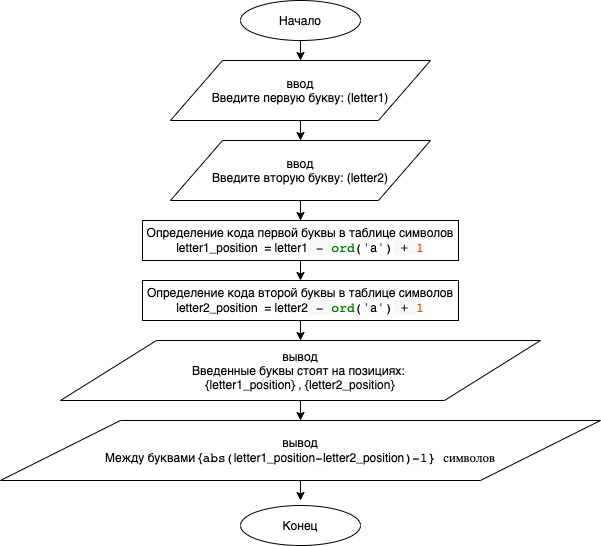 Начало
ввод
Введите первую букву: (letter1)
ввод
Введите вторую букву: (letter2)
Определение кода первой буквы в таблице символов
letter1_position = letter1 - ord('a') + 1
Определение кода второй буквы в таблице символов
letter2_position = letter2 - ord('a') + 1
вывод
Введенные буквы стоят на позициях:
{letter1_position} , {letter2_position}
вывод
Между буквами {abs(letter1_position-letter2_position)-1} символов
Конец